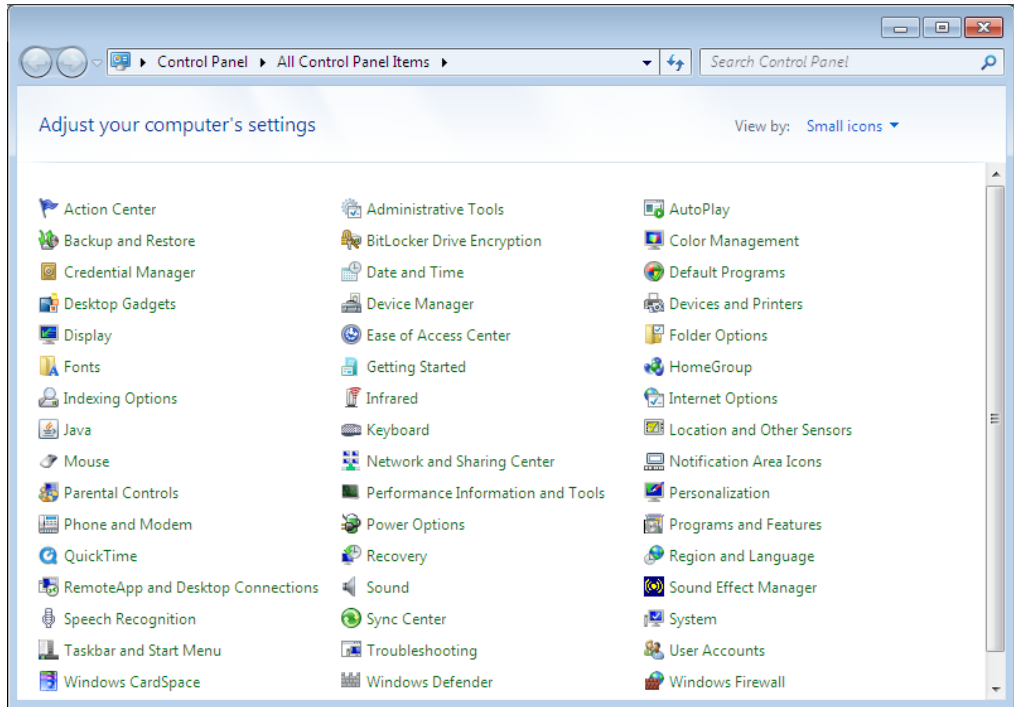 Control Panel All Control Panel Items Search Control Panel
Adjust your computer's settings View by: Small icons
Action Center Administrative Tools AutoPlay
Backup and Restore BitLocker Drive Encryption Color Management
Credential Manager Date and Time Default Programs
Desktop Gadgets Device Manager Devices and Printers
Display Ease of Access Center Folder Options
Fonts Getting Started HomeGroup
Indexing Options Infrared Internet Options
Java Keyboard Location and Other Sensors
Mouse Network and Sharing Center Notification Area Icons
Parental Controls Performance Information and Tools Personalization
Phone and Modem Power Options Programs and Features
QuickTime Recovery Region and Language
RemoteApp and Desktop Connections Sound Sound Effect Manager
Speech Recognition Sync Center System
Taskbar and Start Menu Troubleshooting User Accounts
Windows CardSpace Windows Defender Windows Firewall